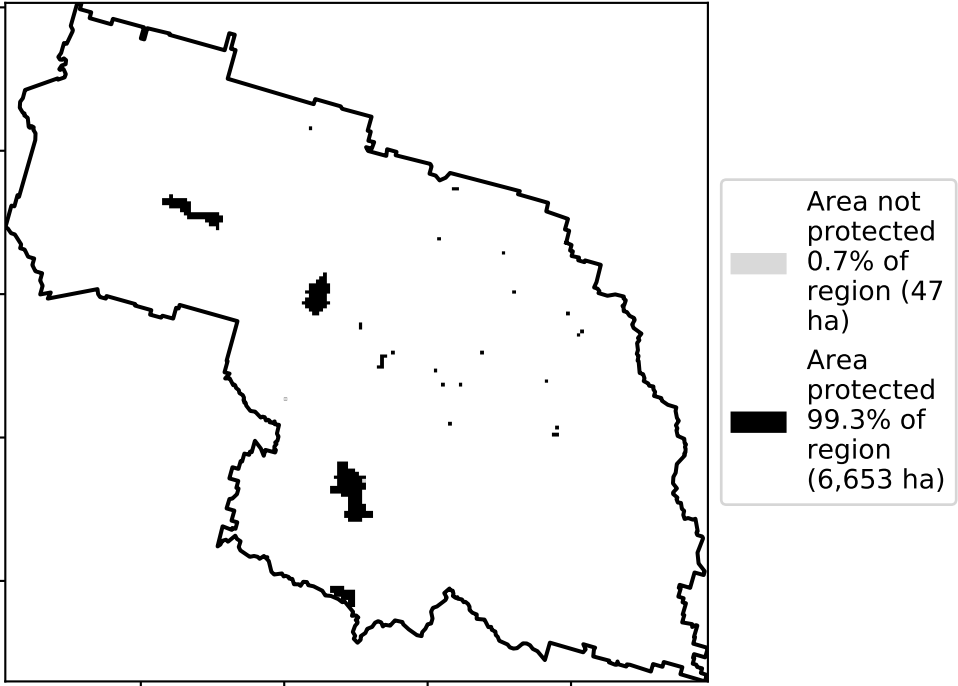 Area not
protected
0.7% of
region (47
ha)
Area
protected
99.3% of
region
(6,653 ha)